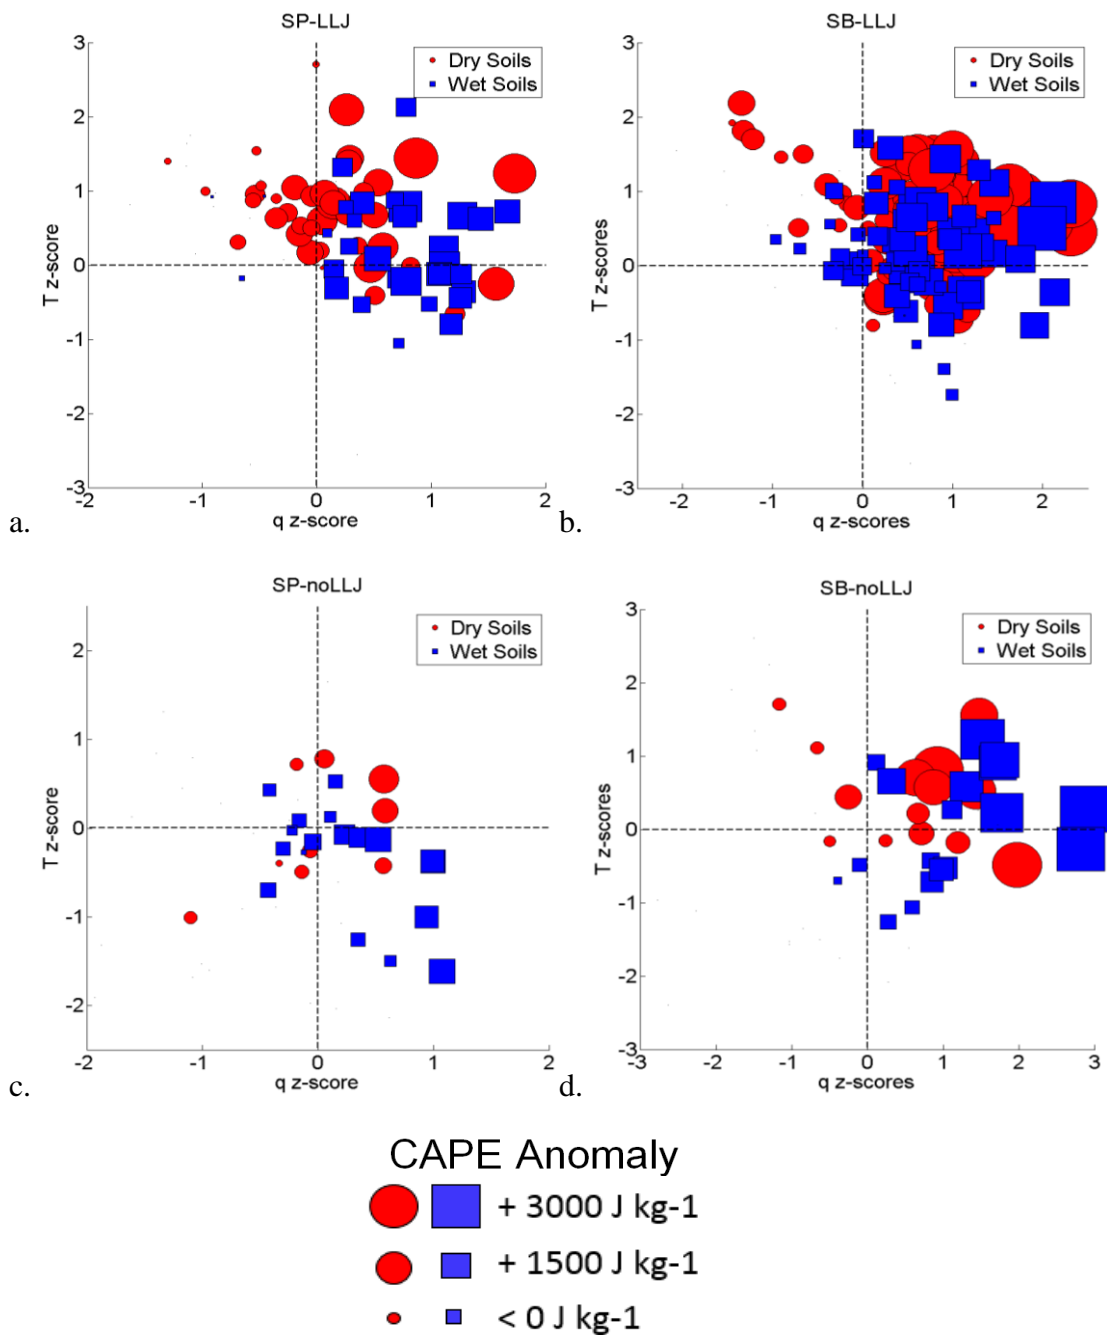 SP-LLJ
3
2
1
0
-1
-2
-3
-2
-1
0
1
2
T z-score
q z-score
Dry Soils
Wet Soils
a.
SB-LLJ
3
2
1
0
-1
-2
-3
-2
-1
0
1
2
T z-scores
q z-scores
Dry Soils
Wet Soils
b.
SP-noLLJ
2
1
0
-1
-2
-2
-1
0
1
2
T z-score
q z-score
Dry Soils
Wet Soils
c.
SB-noLLJ
3
2
1
0
-1
-2
-3
-3
-2
-1
0
1
2
3
T z-scores
q z-scores
Dry Soils
Wet Soils
d.
CAPE Anomaly
+ 3000 J kg-1
+ 1500 J kg-1
< 0 J kg-1